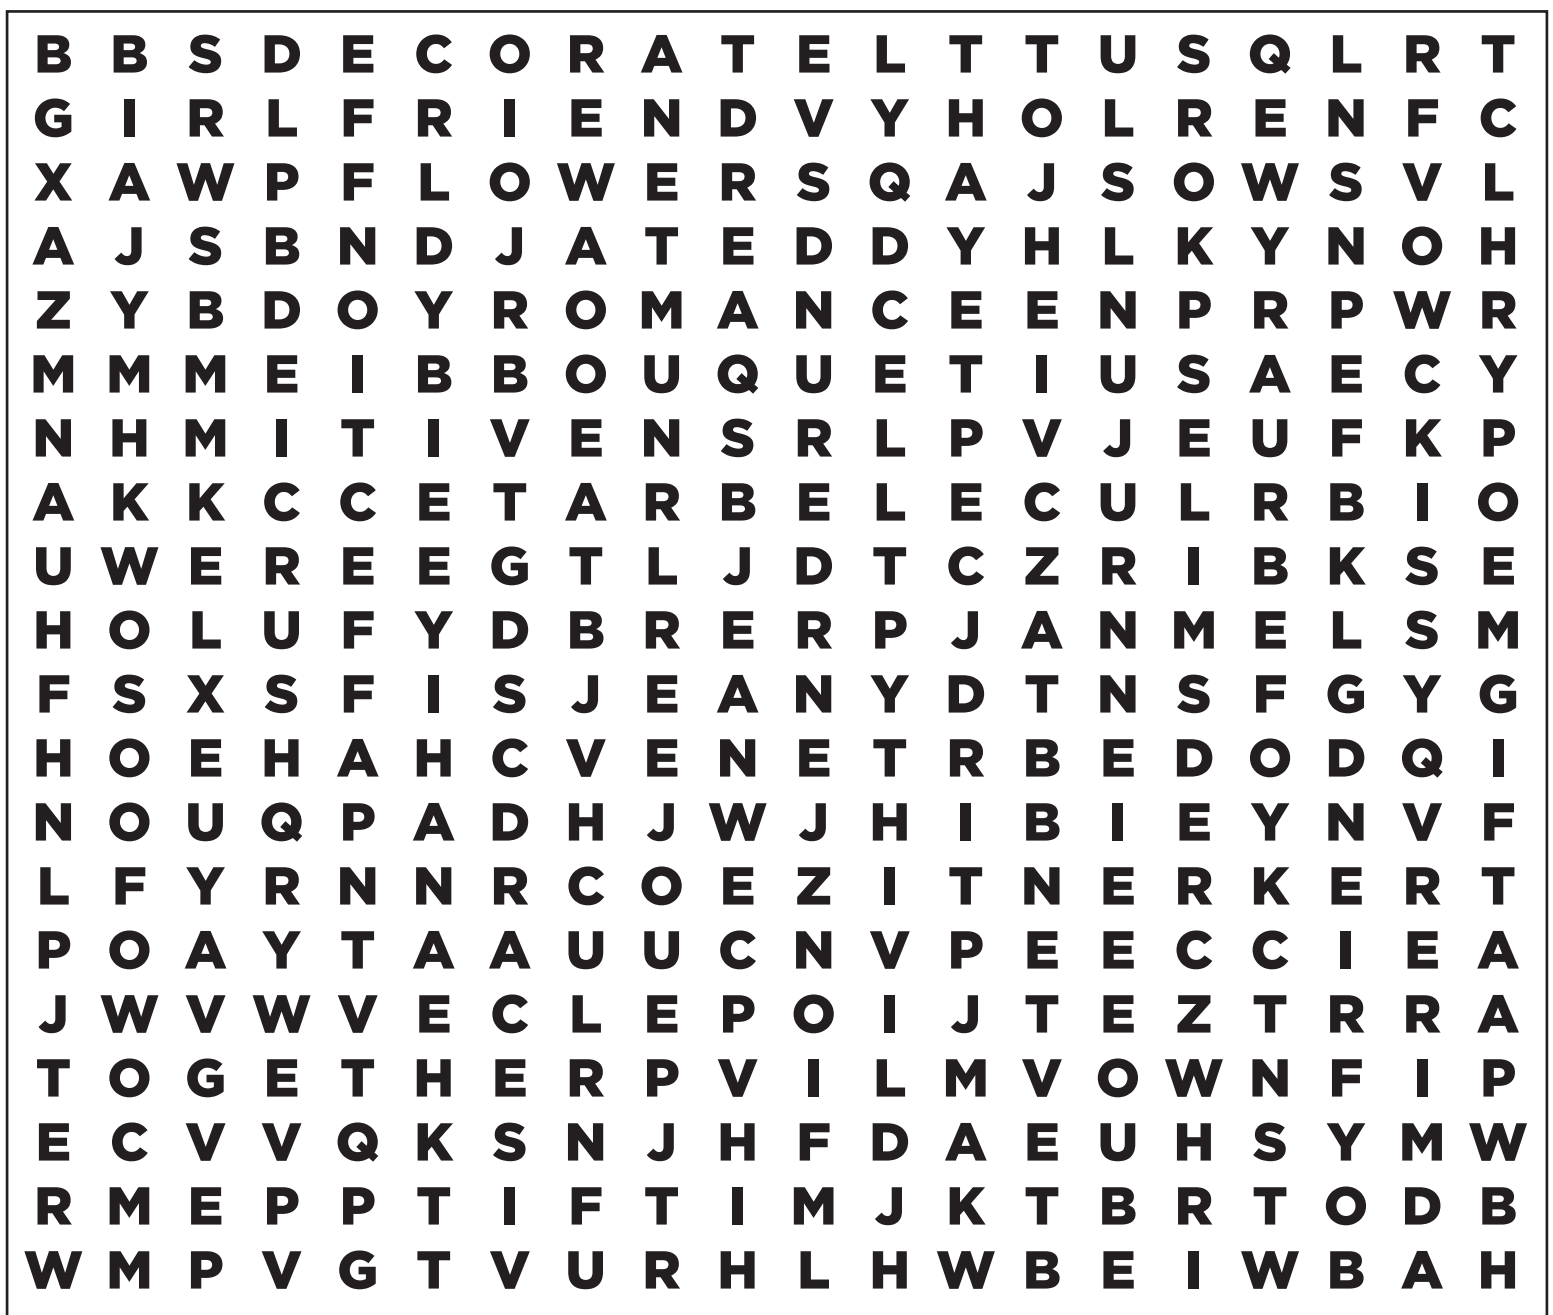 B B S D E C O R A T E L T T U S Q L R T
G I R L F R I E N D V Y H O L R E N F C
X A W P F L O W E R S Q A J S O W S V L
A J S B N D J A T E D D Y H L K Y N O H
Z Y B D O Y R O M A N C E E N P R P W R
M M M E I B B O U Q U E T I U S A E C Y
N H M I T I V E N S R L P V J E U F K P
A K K C C E T A R B E L E C U L R B I O
U W E R E E G T L J D T C Z R I B K S E
H O L U F Y D B R E R P J A N M E L S M
F S X S F I S J E A N Y D T N S F G Y G
H O E H A H C V E N E T R B E D O D Q I
N O U Q P A D H J W J H I B I E Y N V F
L F Y R N N R C O E Z I T N E R K E R T
P O A Y T A A U U C N V P E E C C I E A
J W V W V E C L E P O I J T E Z T R R A
T O G E T H E R P V I L M V O W N F I P
E C V V Q K S N J H F D A E U H S Y M W
R M E P P T I F T I M J K T B R T O D B
W M P V G T V U R H L H W B E I W B A H